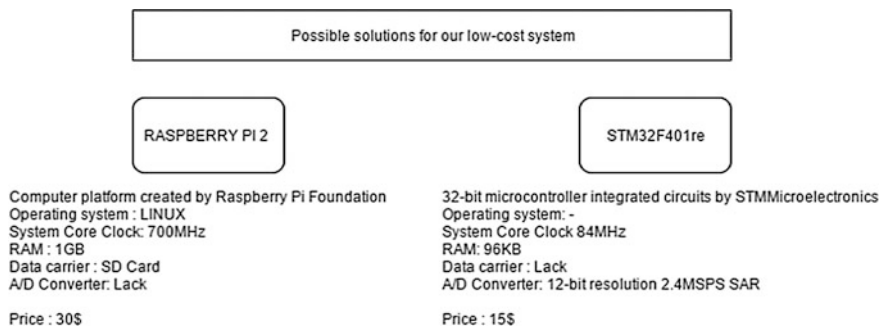 Possible solutions for our low-cost system
RASPBERRY PI 2
Computer platform created by Raspberry Pi Foundation
Operating system : LINUX
System Core Clock: 700MHz
RAM : 1GB
Data carrier : SD Card
A/D Converter: Lack
Price : 30$
STM32F401re
32-bit microcontroller integrated circuits by STMMicroelectronics
Operating system: -
System Core Clock 84MHz
RAM: 96KB
Data carrier : Lack
A/D Converter: 12-bit resolution 2.4MSPS SAR
Price : 15$